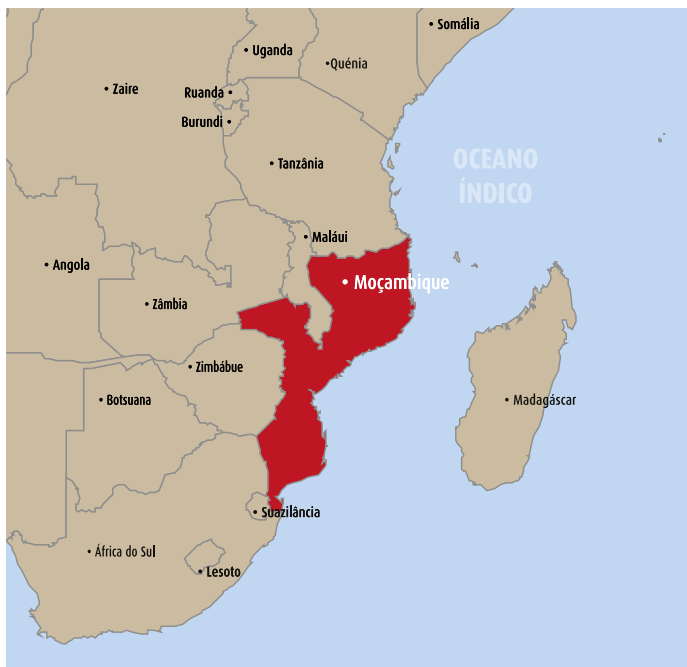 Somália
Uganda
Quénia
Zaire
Ruanda
Burundi
OCEANO
ÍNDICO
Tanzânia
Maláui
Angola
Moçambique
Zâmbia
Zimbábue
Botsuana
Madagáscar
Suazilância
África do Sul
Lesoto